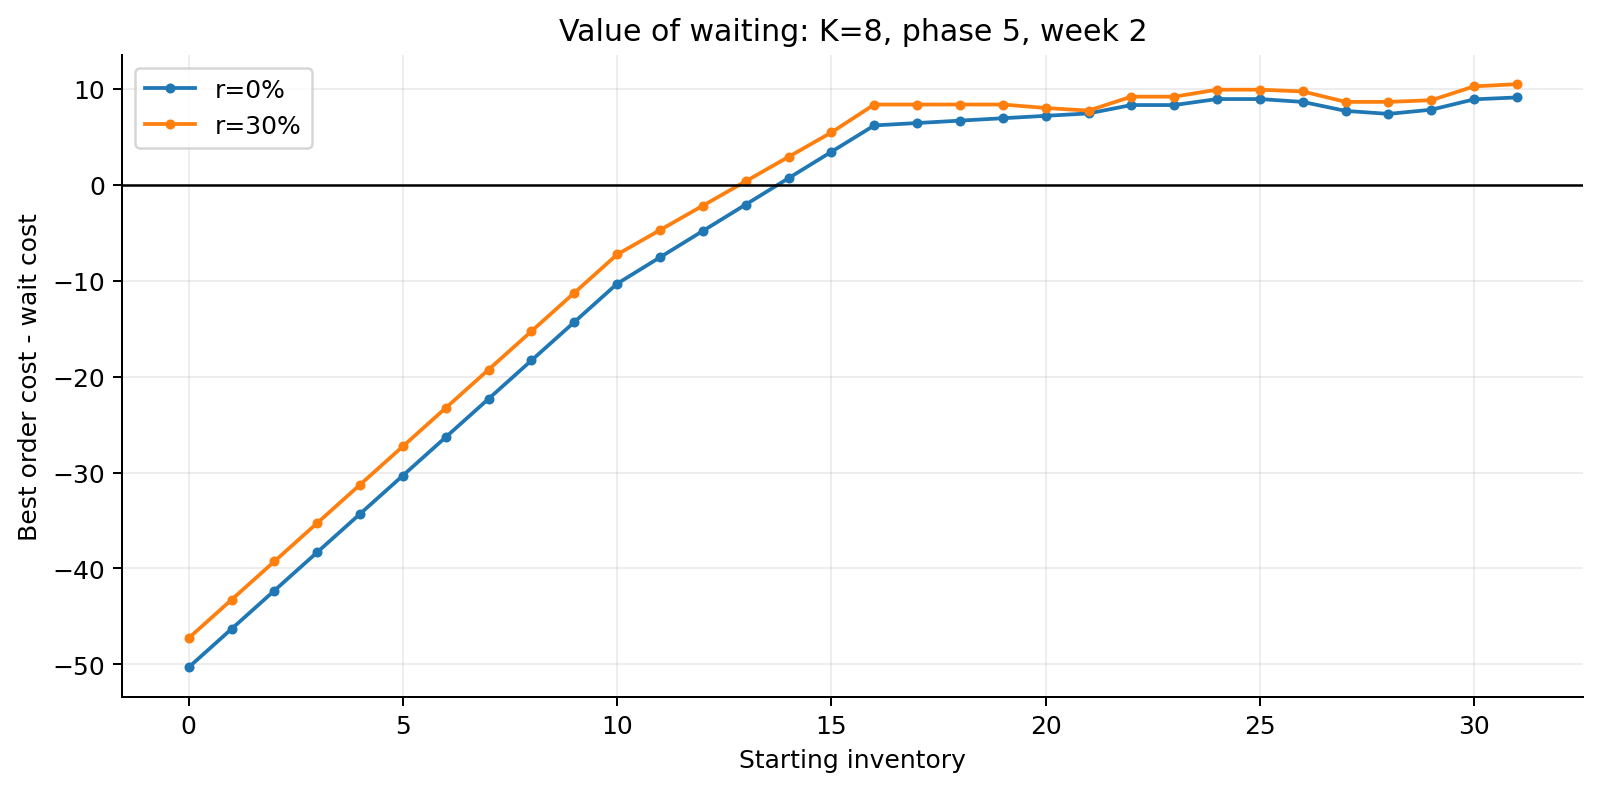 Value of waiting: K=8, phase 5, week 2
r=0%
r=30%
Best order cost - wait cost
10
0
−10
−20
−30
−40
−50
0 5 10 15 20 25 30
Starting inventory